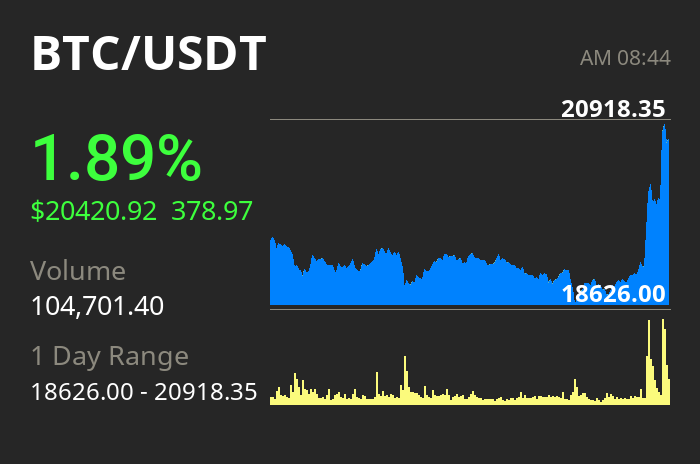 BTC/USDT
AM 08:44
1.89%
$20420.92 378.97
Volume
104,701.40
1 Day Range
18626.00 - 20918.35
20918.35
18626.00